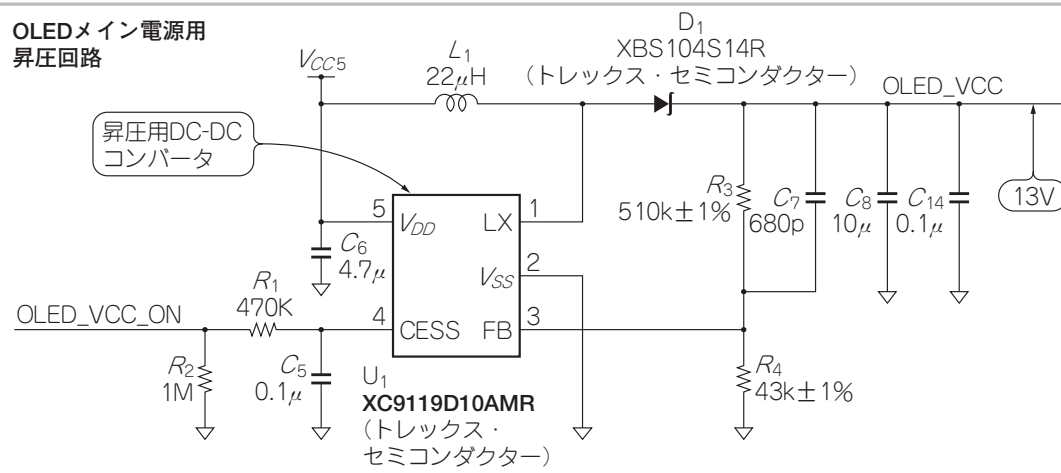 OLEDメイン電源用
昇圧回路
VCC5
L1
22μH
D1
XBS104S14R
(トレックス・セミコンダクター)
OLED_VCC
昇圧用DC-DC
コンバータ
5
VDD
LX
1
R3
510k±1%
C7
680p
C8
10μ
C14
0.1μ
13V
C6
4.7μ
VSS
2
R1
470K
OLED_VCC_ON
4
CESS
FB
3
R2
1M
C5
0.1μ
U1
XC9119D10AMR
(トレックス・
セミコンダクター)
R4
43k±1%